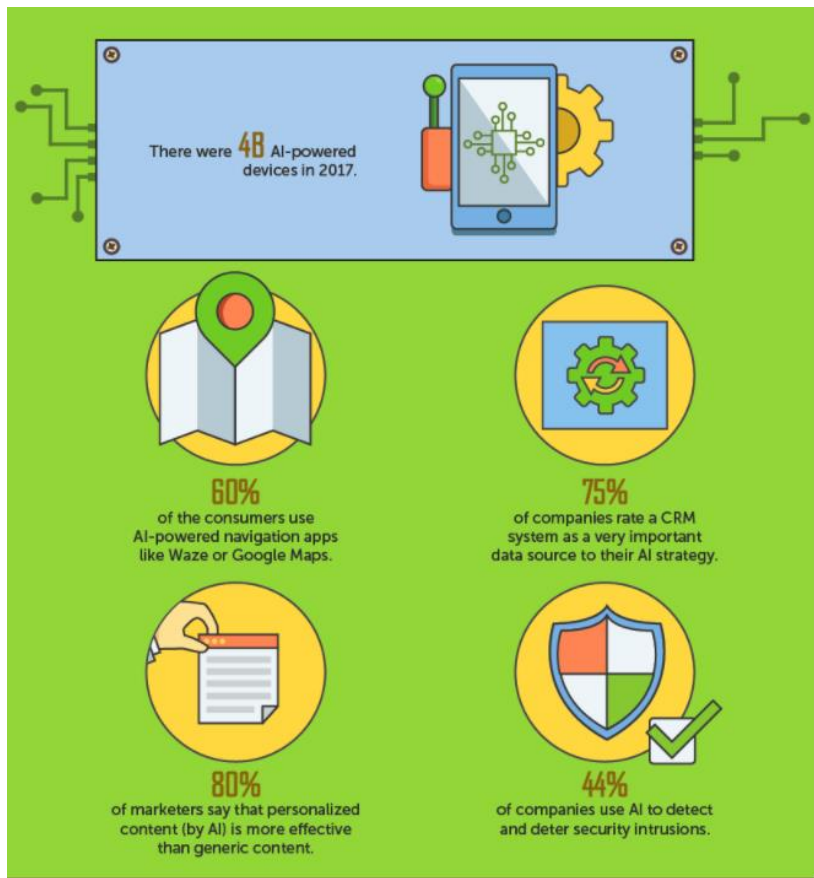 There were 4B AI-powered
devices in 2017.
60%
of the consumers use
AI-powered navigation apps
like Waze or Google Maps.
75%
of companies rate a CRM
system as a very important
data source to their AI strategy.
80%
of marketers say that personalized
content (by AI) is more effective
than generic content.
44%
of companies use AI to detect
and deter security intrusions.